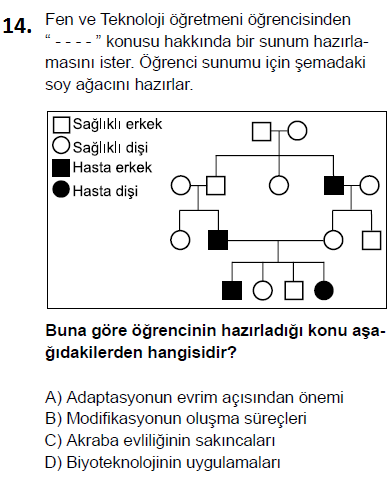 14. Fen ve Teknoloji öğretmeni öğrencisinden
“ - - - - ” konusu hakkında bir sunum hazırla-
masını ister. Öğrenci sunumu için şemadaki
soy ağacını hazırlar.
Sağlıklı erkek
Sağlıklı dişi
Hasta erkek
Hasta dişi
Buna göre öğrencinin hazırladığı konu aşa-
ğıdakilerden hangisidir?
A) Adaptasyonun evrim açısından önemi
B) Modifikasyonun oluşma süreçleri
C) Akraba evliliğinin sakıncaları
D) Biyoteknolojinin uygulamaları